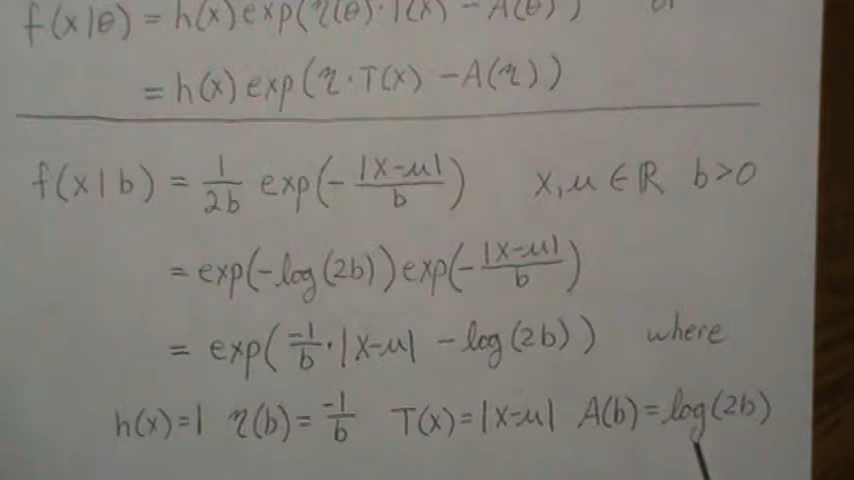 f(x|θ) = h(x) exp(η(θ)·T(x) - A(θ)) or
= h(x) exp(η·T(x) - A(η))
f(x|b) = 1/2b exp(-|x-μ|/b) x,μ ∈ ℝ b>0
= exp(-log(2b)) exp(-|x-μ|/b)
= exp(-1/b·|x-μ| - log(2b)) where
h(x)=1 η(b)=-1/b T(x)=|x-μ| A(b)=log(2b)